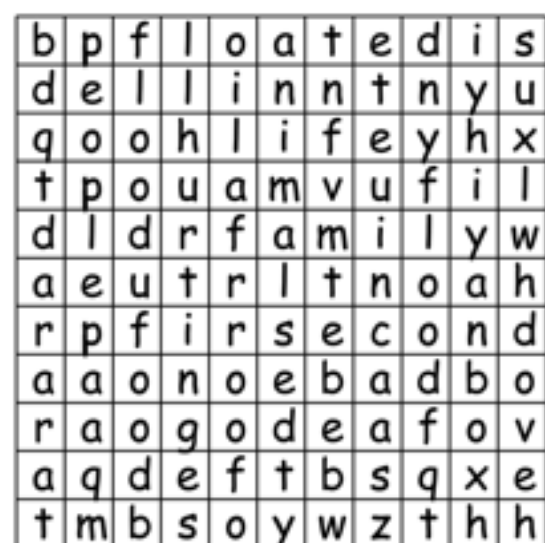 b p f l o a t e d i s
d e l l i n n t n y u
q o o h l i f e y h x
t p o u a m v u f i l
d l d r f a m i l y w
a e u t r l t n o a h
r p f i r s e c o n d
a a o n o e b a d b o
r a o g o d e a f o v
a q d e f t b s q x e
t m b s o y w z t h h